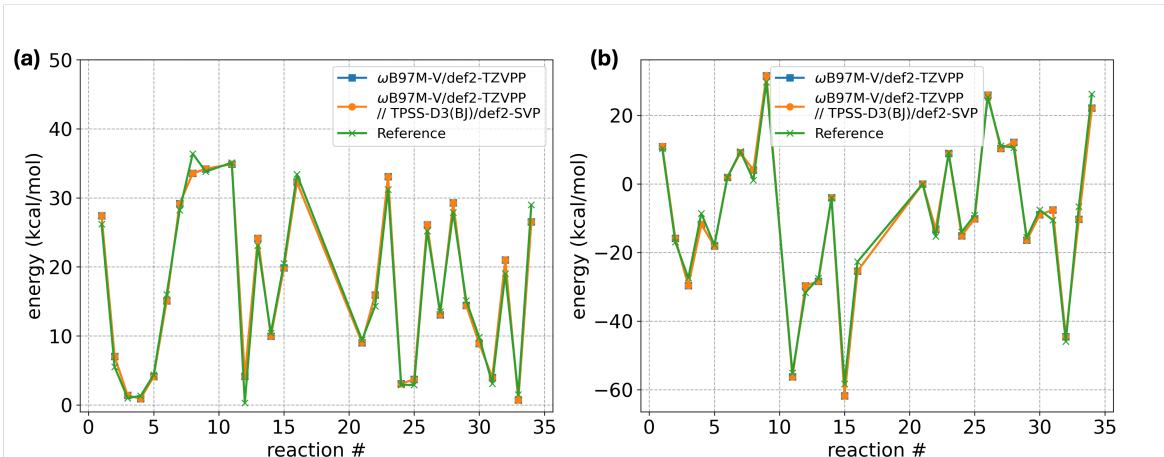 (a)
50
40
30
20
10
0
energy (kcal/mol)
ωB97M-V/def2-TZVPP
ωB97M-V/def2-TZVPP
// TPSS-D3(BJ)/def2-SVP
Reference
0 5 10 15 20 25 30 35
reaction #
(b)
20
0
−20
−40
−60
energy (kcal/mol)
ωB97M-V/def2-TZVPP
ωB97M-V/def2-TZVPP
// TPSS-D3(BJ)/def2-SVP
Reference
0 5 10 15 20 25 30 35
reaction #